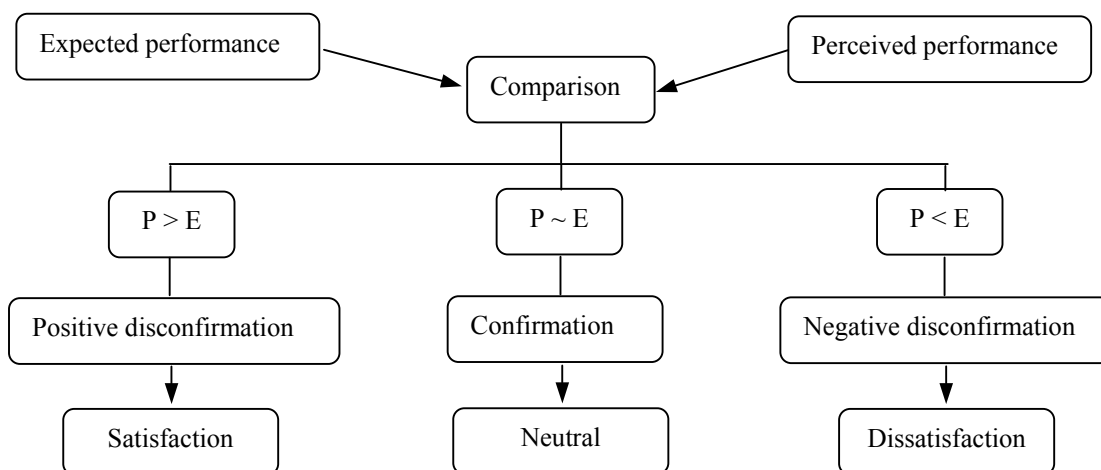 Expected performance
Perceived performance
Comparison
P > E
P ~ E
P < E
Positive disconfirmation
Confirmation
Negative disconfirmation
Satisfaction
Neutral
Dissatisfaction